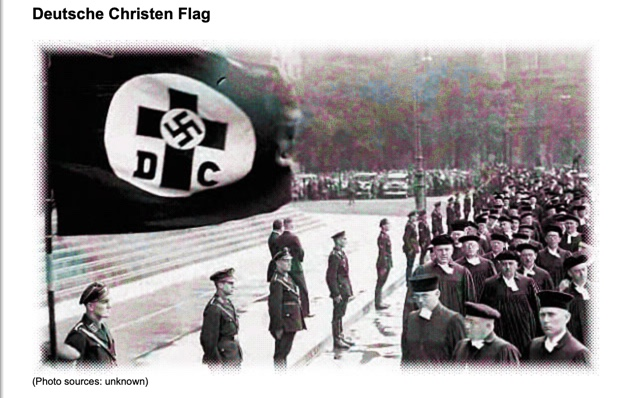 Deutsche Christen Flag
D C
(Photo sources: unknown)